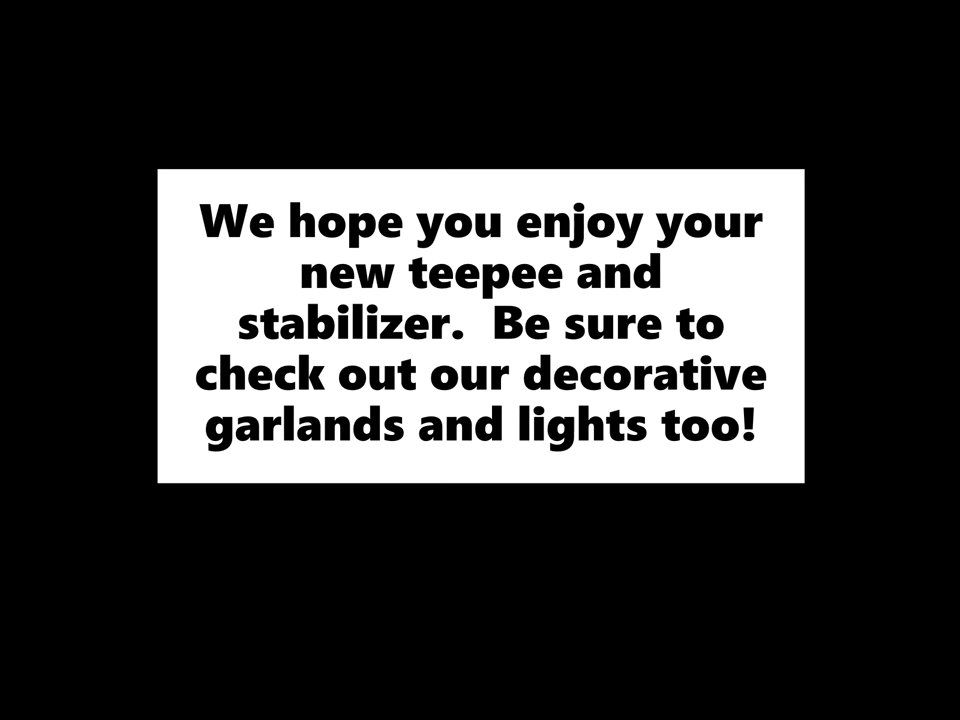 We hope you enjoy your
new teepee and
stabilizer.  Be sure to
check out our decorative
garlands and lights too!